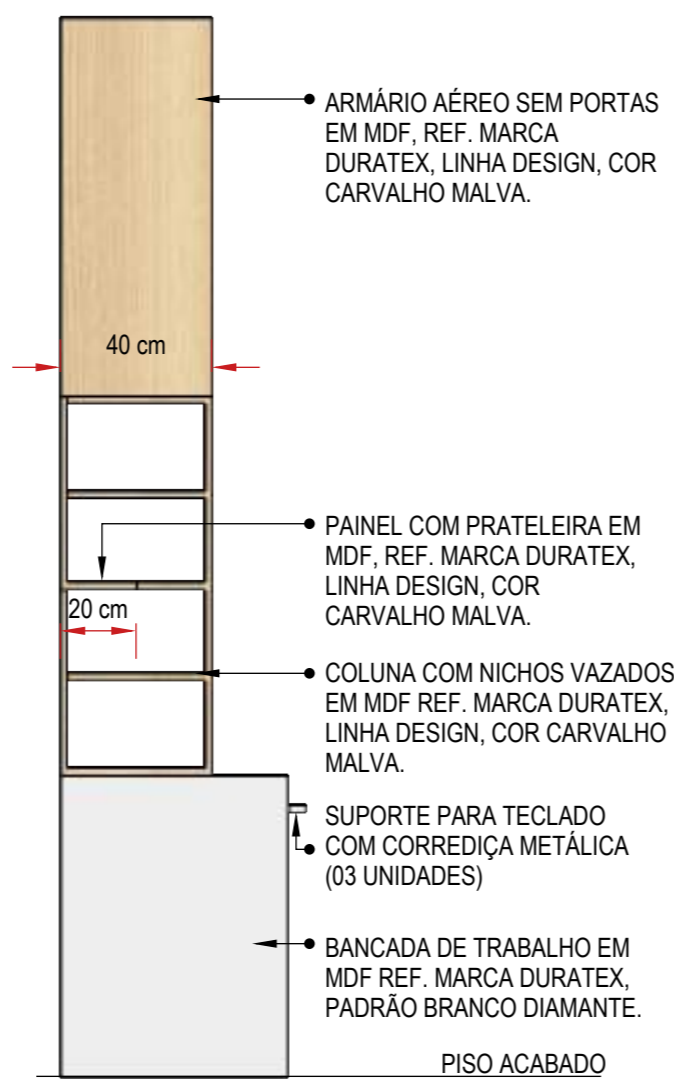 ARMÁRIO AÉREO SEM PORTAS
EM MDF, REF. MARCA
DURATEX, LINHA DESIGN, COR
CARVALHO MALVA.
40 cm
PAINEL COM PRATELEIRA EM
MDF, REF. MARCA DURATEX,
LINHA DESIGN, COR
CARVALHO MALVA.
20 cm
COLUNA COM NICHOS VAZADOS
EM MDF REF. MARCA DURATEX,
LINHA DESIGN, COR CARVALHO
MALVA.
SUPORTE PARA TECLADO
COM CORREDIÇA METÁLICA
(03 UNIDADES)
BANCADA DE TRABALHO EM
MDF REF. MARCA DURATEX,
PADRÃO BRANCO DIAMANTE.
PISO ACABADO